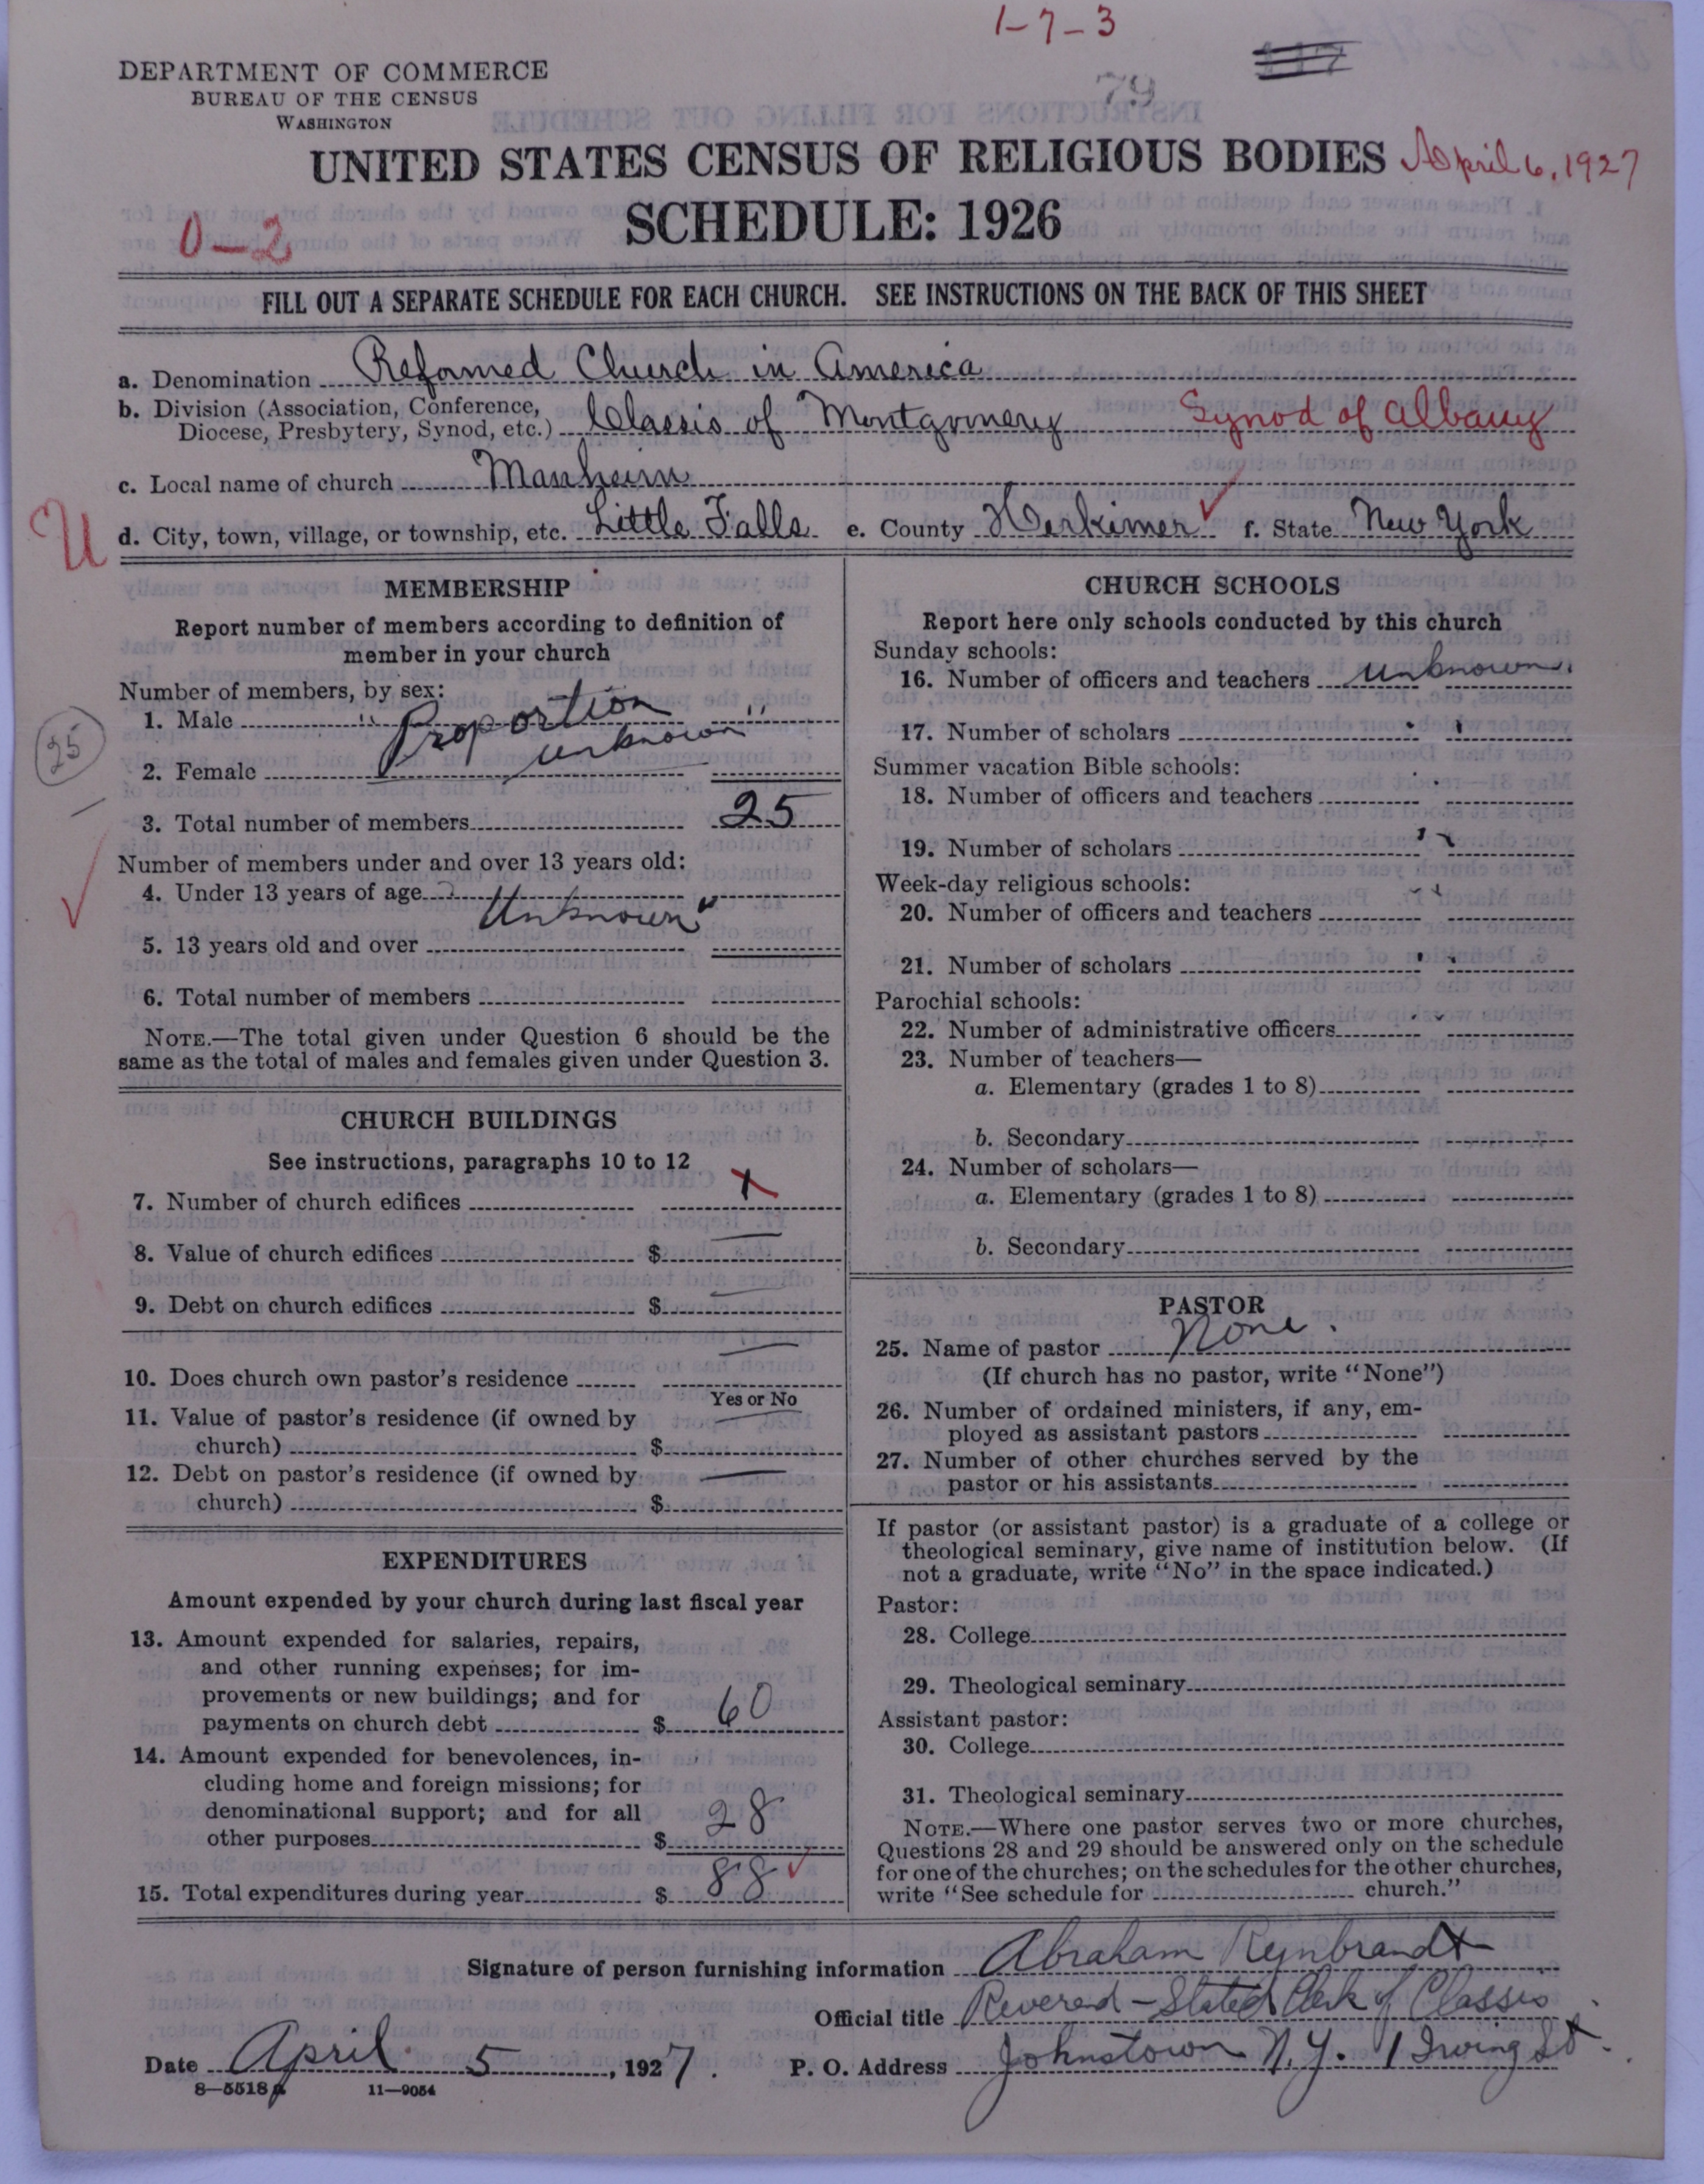 1-7-3
79
DEPARTMENT OF COMMERCE
BUREAU OF THE CENSUS
WASHINGTON
UNITED STATES CENSUS OF RELIGIOUS BODIES April 6, 1927
SCHEDULE: 1926
0-2
FILL OUT A SEPARATE SCHEDULE FOR EACH CHURCH. SEE INSTRUCTIONS ON THE BACK OF THIS SHEET
a. Denomination Reformed Church in America
b. Division (Association, Conference,
Diocese, Presbytery, Synod, etc.) Classis of Montgomery Synod of Albany
c. Local name of church Manheim
U
d. City, town, village, or township, etc. Little Falls e. County Herkimer f. State New York
MEMBERSHIP
Report number of members according to definition of
member in your church
Number of members, by sex:
1. Male " Proportion "
unknown
25
2. Female
3. Total number of members 25
Number of members under and over 13 years old:
4. Under 13 years of age Unknown "
5. 13 years old and over
6. Total number of members
NOTE.—The total given under Question 6 should be the
same as the total of males and females given under Question 3.
CHURCH BUILDINGS
See instructions, paragraphs 10 to 12
7. Number of church edifices x
8. Value of church edifices $
9. Debt on church edifices $
10. Does church own pastor's residence
Yes or No
11. Value of pastor's residence (if owned by
church) $
12. Debt on pastor's residence (if owned by
church) $
EXPENDITURES
Amount expended by your church during last fiscal year
13. Amount expended for salaries, repairs,
and other running expenses; for im-
provements or new buildings; and for
payments on church debt $ 60
14. Amount expended for benevolences, in-
cluding home and foreign missions; for
denominational support; and for all
other purposes $ 28
15. Total expenditures during year $ 88
CHURCH SCHOOLS
Report here only schools conducted by this church
Sunday schools:
16. Number of officers and teachers unknown
17. Number of scholars "
Summer vacation Bible schools:
18. Number of officers and teachers "
19. Number of scholars "
Week-day religious schools:
20. Number of officers and teachers "
21. Number of scholars "
Parochial schools:
22. Number of administrative officers "
23. Number of teachers—
a. Elementary (grades 1 to 8)
b. Secondary
24. Number of scholars—
a. Elementary (grades 1 to 8)
b. Secondary
PASTOR
25. Name of pastor None.
(If church has no pastor, write "None")
26. Number of ordained ministers, if any, em-
ployed as assistant pastors
27. Number of other churches served by the
pastor or his assistants
If pastor (or assistant pastor) is a graduate of a college or
theological seminary, give name of institution below. (If
not a graduate, write "No" in the space indicated.)
Pastor:
28. College
29. Theological seminary
Assistant pastor:
30. College
31. Theological seminary
NOTE.—Where one pastor serves two or more churches,
Questions 28 and 29 should be answered only on the schedule
for one of the churches; on the schedules for the other churches,
write "See schedule for church."
Signature of person furnishing information Abraham Rynbrandt
Official title Reverend - Stated Clerk of Classis
Date April 5, 1927. P. O. Address Johnstown N.Y. 1 Irving St.
8—5518 a 11—9054